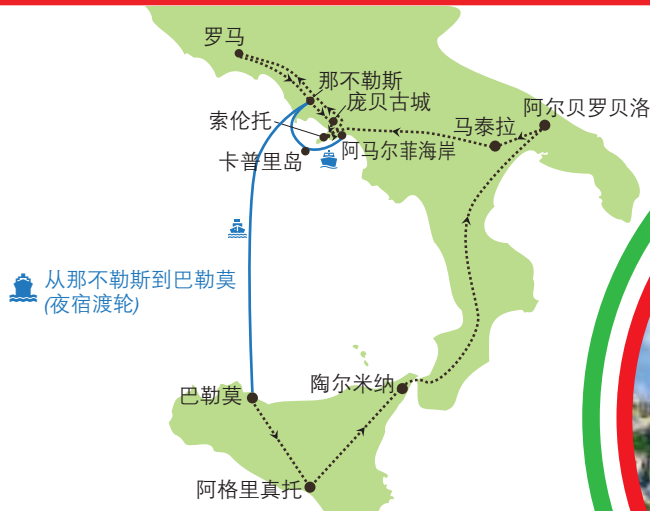 罗马
那不勒斯
庞贝古城
阿尔贝罗贝洛
索伦托
马泰拉
卡普里岛
阿马尔菲海岸
从那不勒斯到巴勒莫
(夜宿渡轮)
陶尔米纳
巴勒莫
阿格里真托